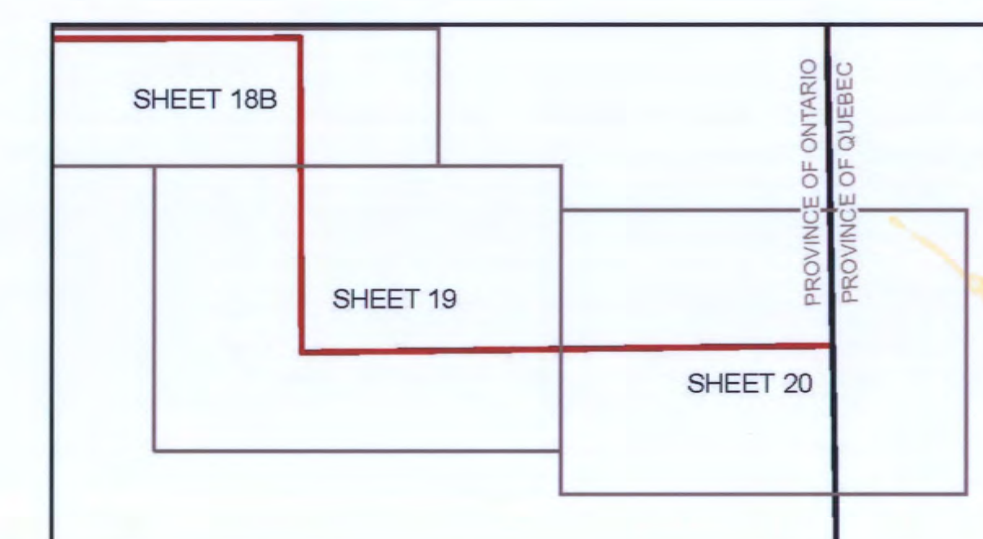 SHEET 18B
PROVINCE OF ONTARIO
PROVINCE OF QUEBEC
SHEET 19
SHEET 20